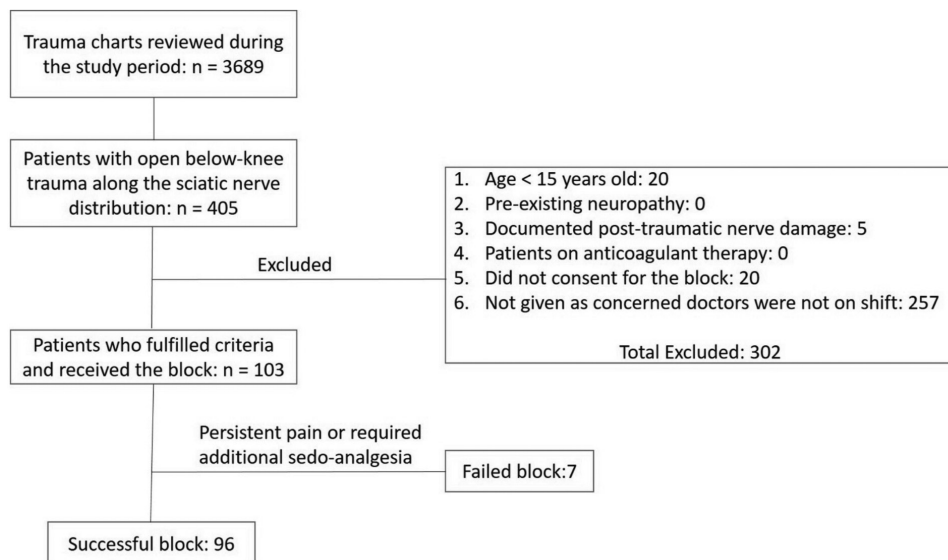 Trauma charts reviewed during
the study period: n = 3689
Patients with open below-knee
trauma along the sciatic nerve
distribution: n = 405
Excluded
1. Age < 15 years old: 20
2. Pre-existing neuropathy: 0
3. Documented post-traumatic nerve damage: 5
4. Patients on anticoagulant therapy: 0
5. Did not consent for the block: 20
6. Not given as concerned doctors were not on shift: 257
Total Excluded: 302
Patients who fulfilled criteria
and received the block: n = 103
Persistent pain or required
additional sedo-analgesia
Failed block:7
Successful block: 96